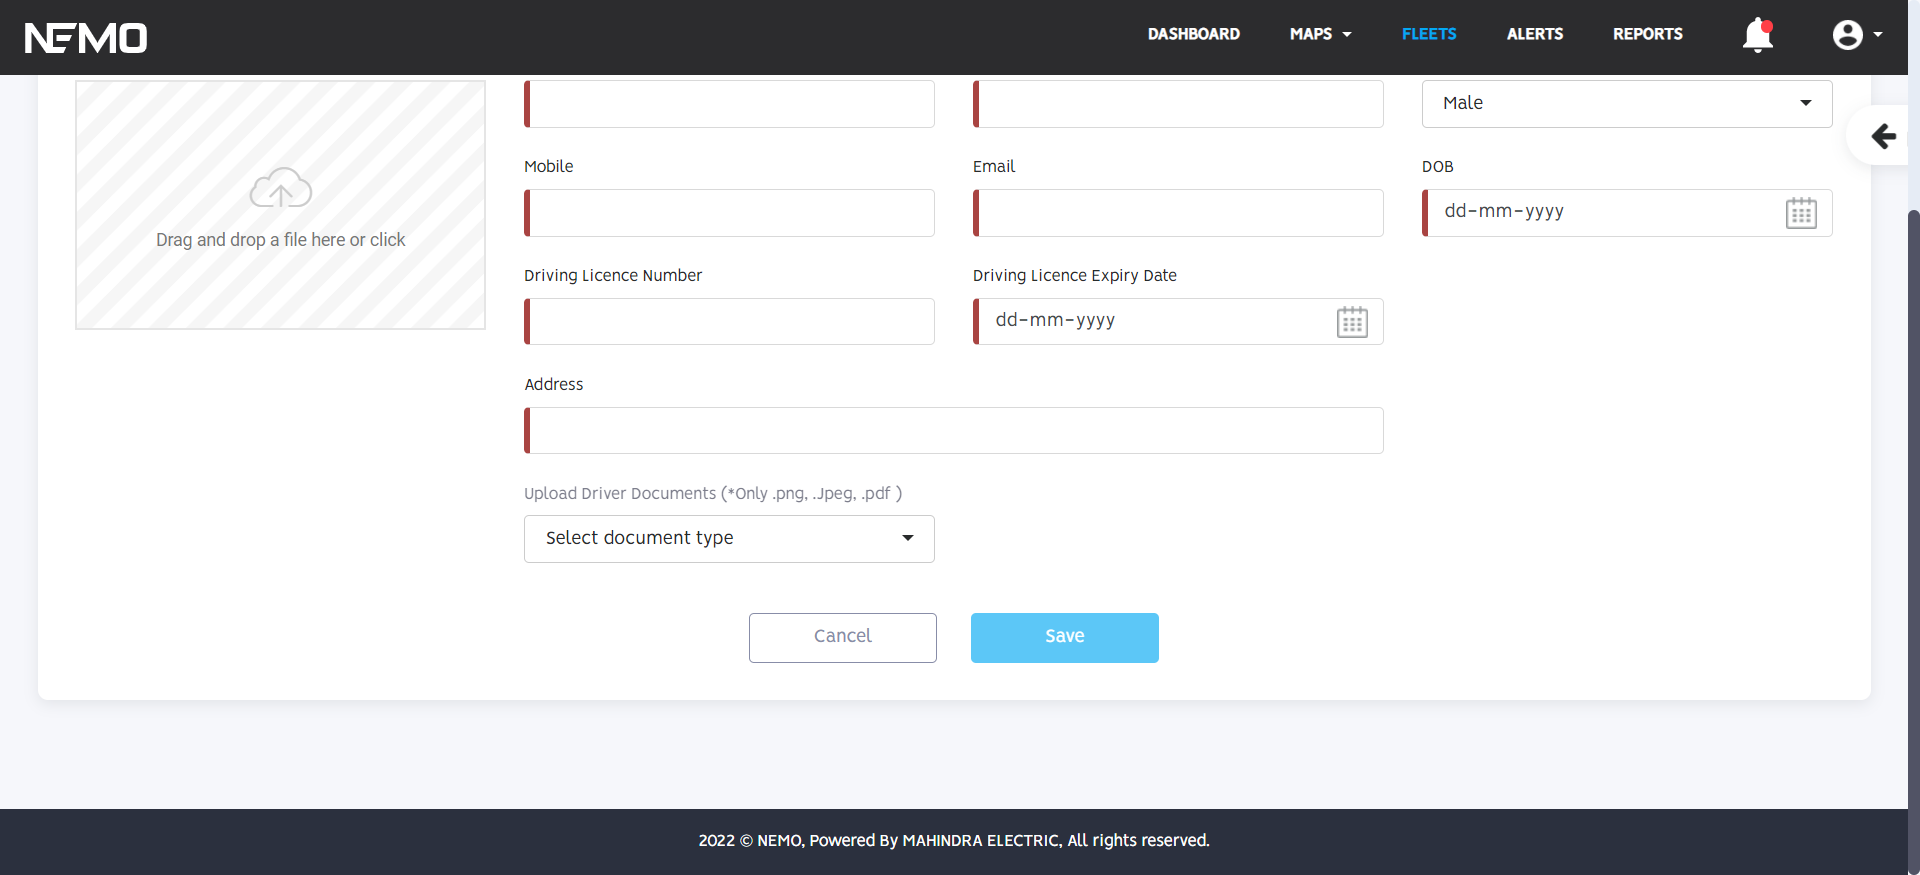 NEMO
DASHBOARD MAPS FLEETS ALERTS REPORTS
Male
Drag and drop a file here or click
Mobile Email DOB
dd-mm-yyyy
Driving Licence Number Driving Licence Expiry Date
dd-mm-yyyy
Address
Upload Driver Documents (*Only .png, .Jpeg, .pdf )
Select document type
Cancel Save
2022 © NEMO, Powered By MAHINDRA ELECTRIC, All rights reserved.